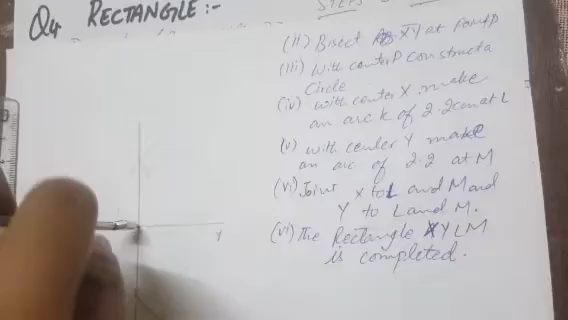 Q4 RECTANGLE:-
STEPS
(ii) Bisect XY at Point P
(iii) With center P construct a
Circle
(iv) with center X make
an arc k of 2.2cm at L
(v) with center Y make
an arc of 2.2 at M
(vi) Joint X to L and M and
Y to L and M.
(vi) The Rectangle XYLM
is completed.
Y